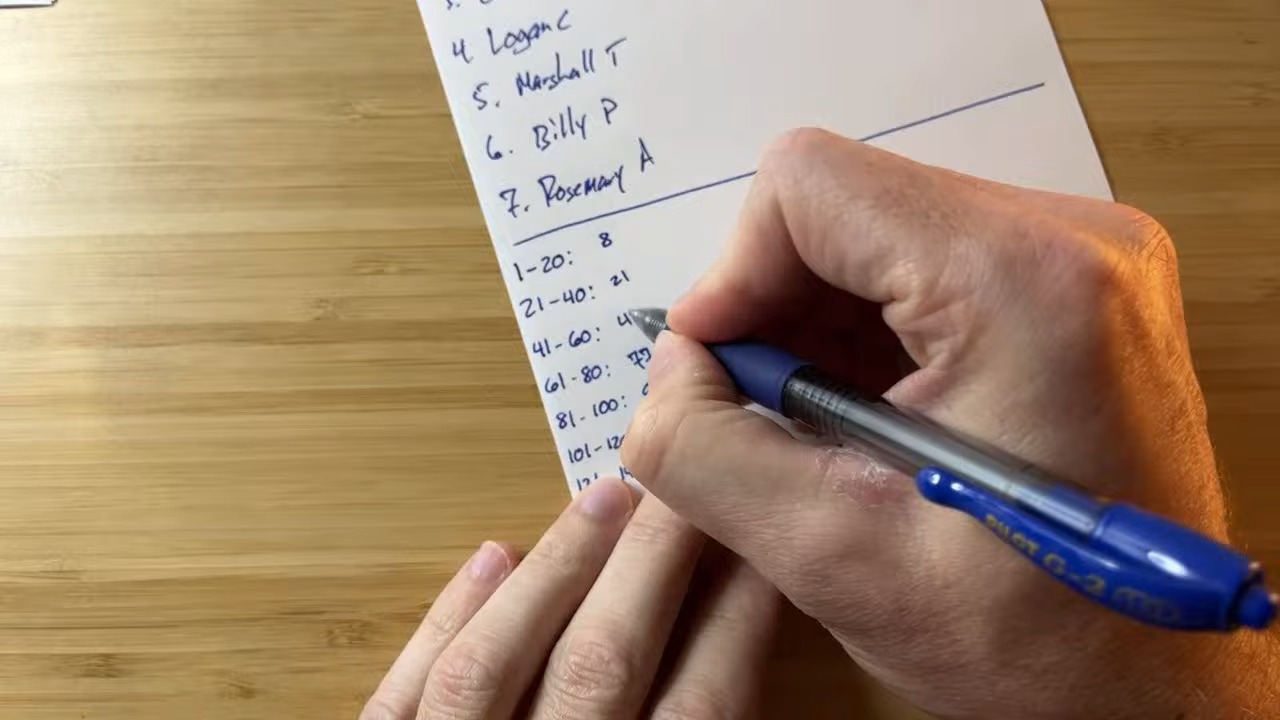 4. Logan C
5. Marshall T
6. Billy P
7. Rosemary A
1-20: 8
21-40: 21
41-60: 4
61-80:
81-100:
PILOT G-2